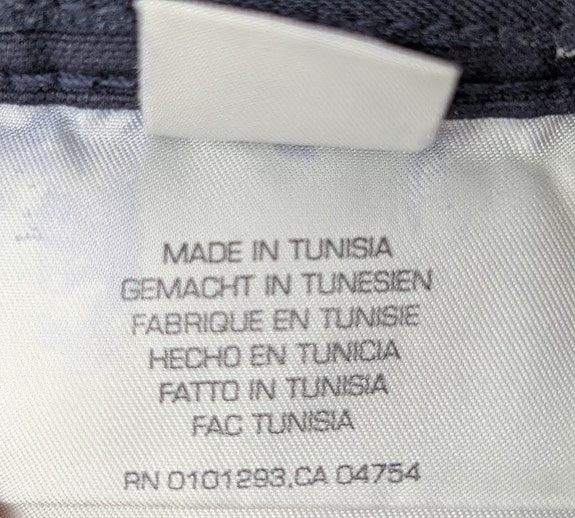 MADE IN TUNISIA
GEMACHT IN TUNESIEN
FABRIQUE EN TUNISIE
HECHO EN TUNICIA
FATTO IN TUNISIA
FAC TUNISIA
RN 0101293,CA 04754